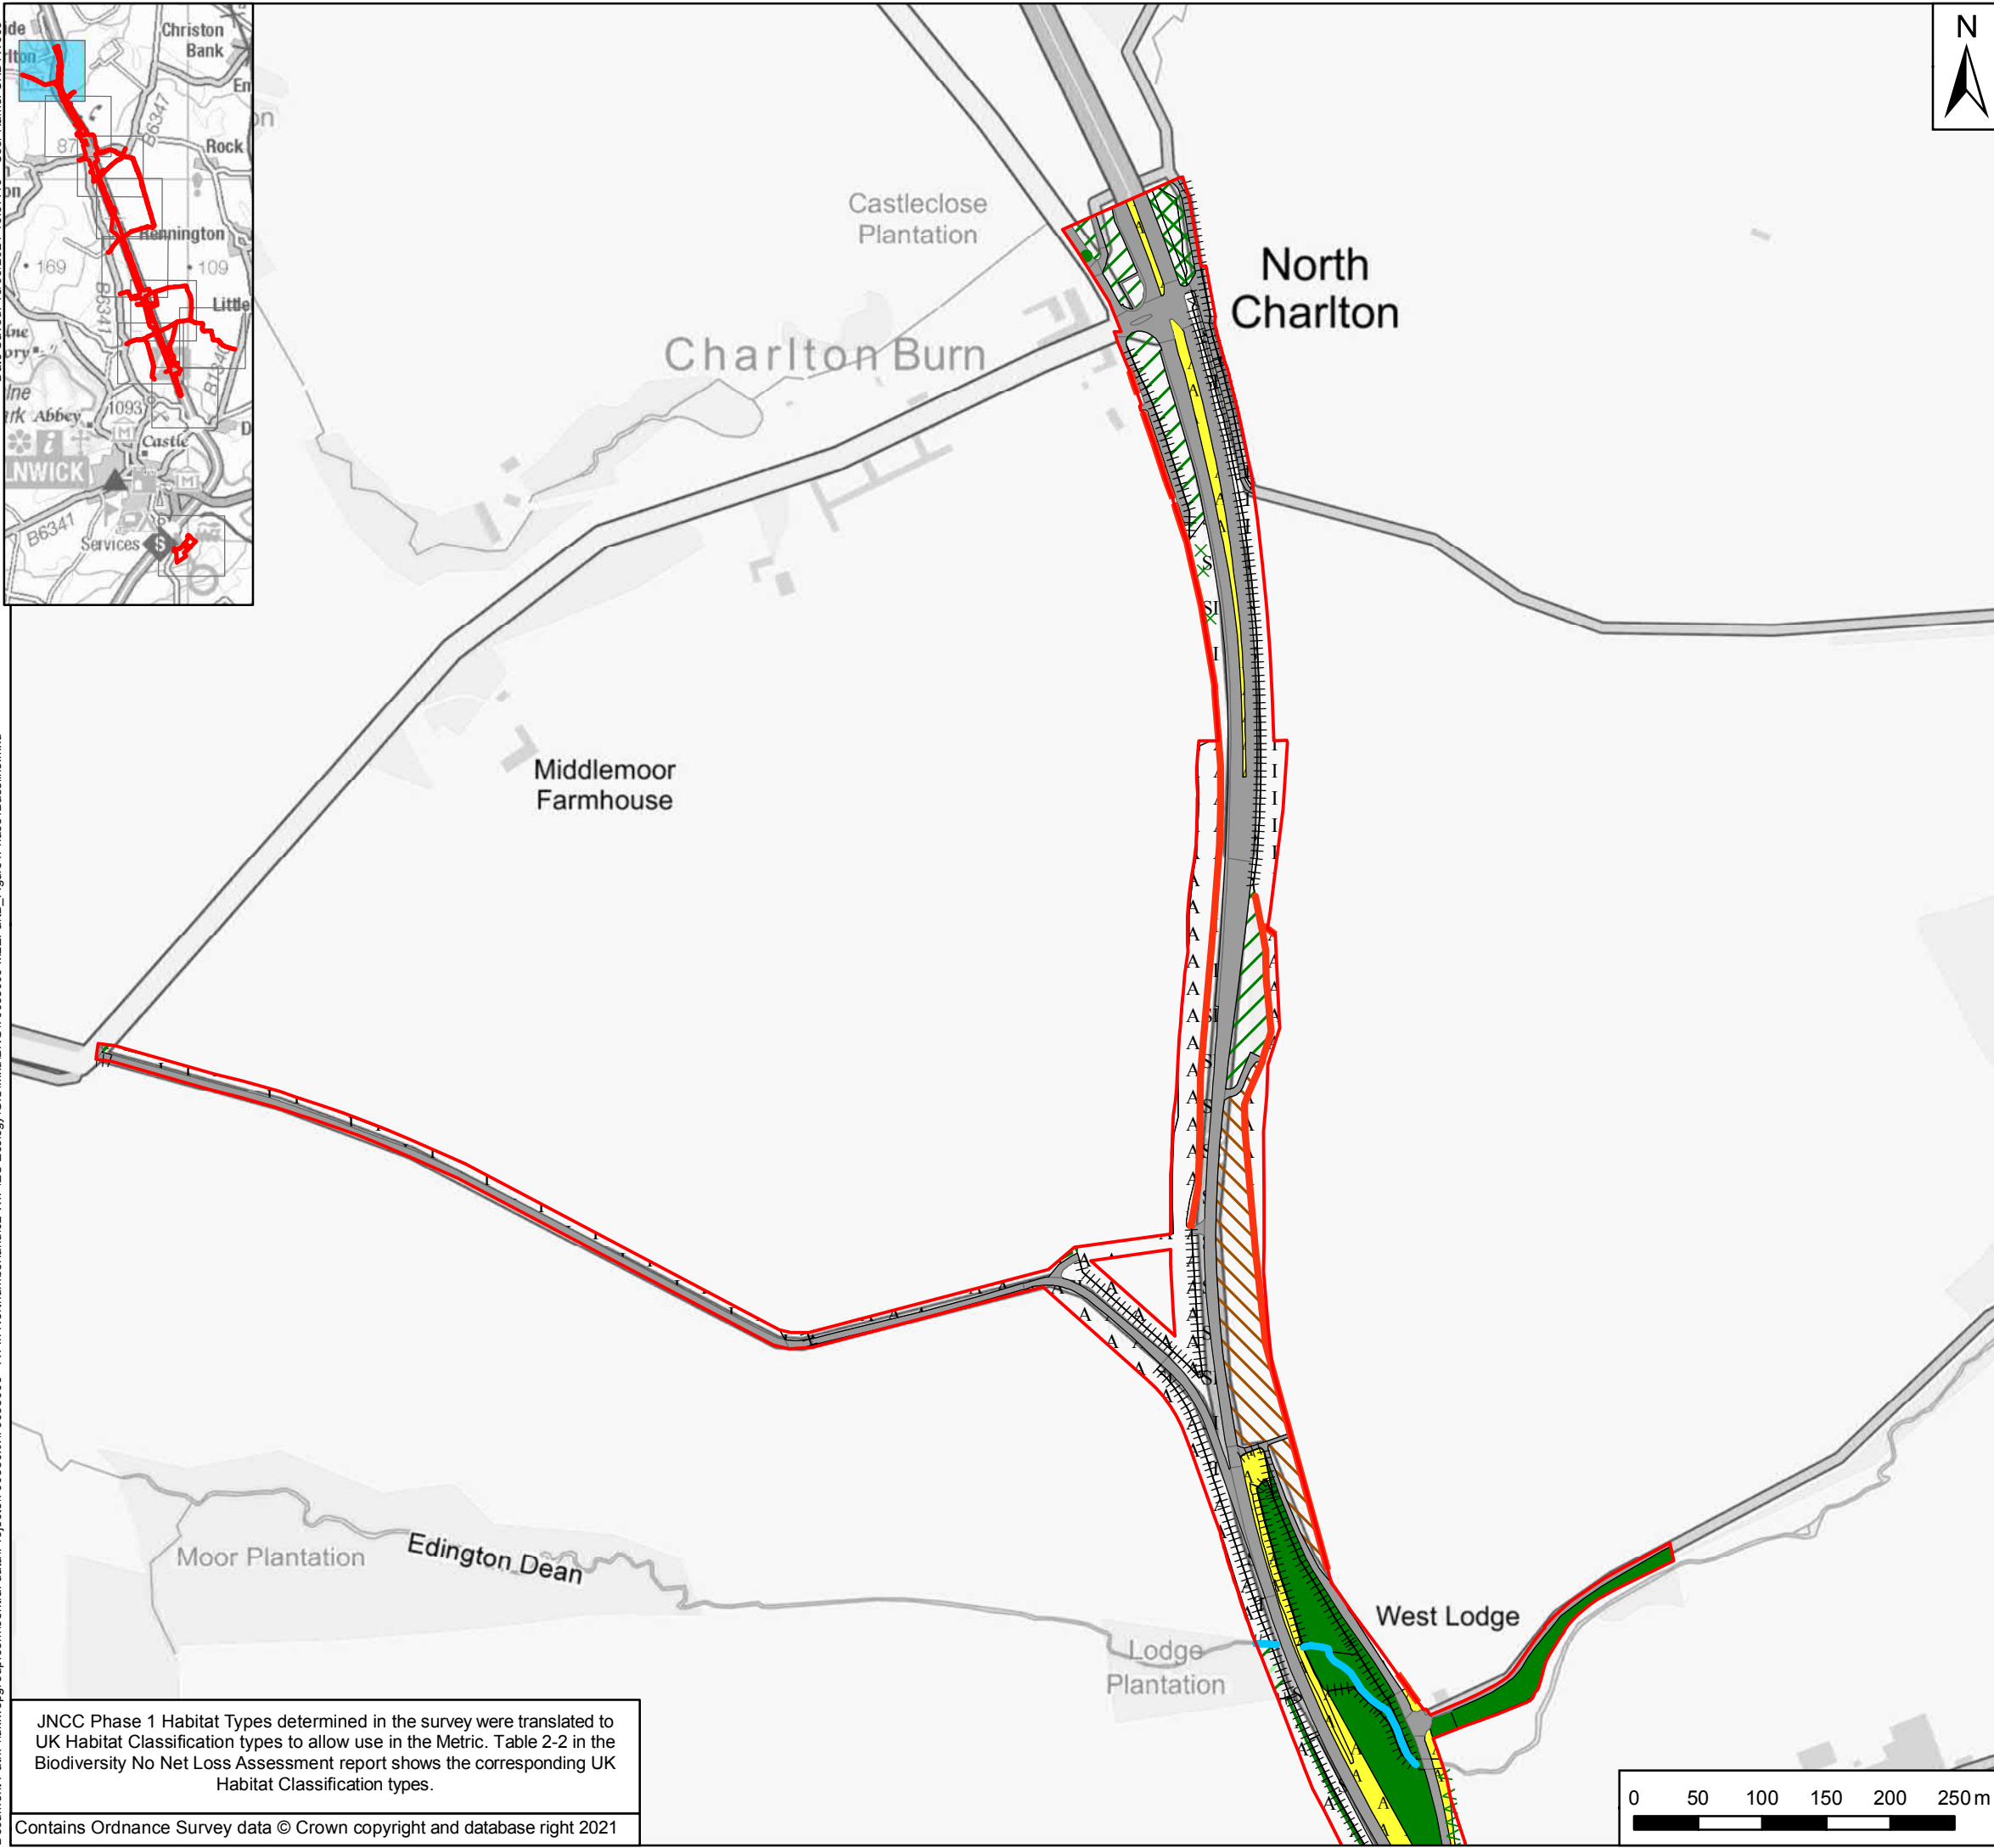 Christon
Bank
B6347
87
Rock
Rennington
169
109
B6341
Little
B1340
Abbey
1093
Castle
LNWICK
B6341
Services
S
N
Castleclose
Plantation
North
Charlton
Charlton Burn
Middlemoor
Farmhouse
Moor Plantation
Edington Dean
West Lodge
Lodge
Plantation
JNCC Phase 1 Habitat Types determined in the survey were translated to
UK Habitat Classification types to allow use in the Metric. Table 2-2 in the
Biodiversity No Net Loss Assessment report shows the corresponding UK
Habitat Classification types.
Contains Ordnance Survey data © Crown copyright and database right 2021
0 50 100 150 200 250 m